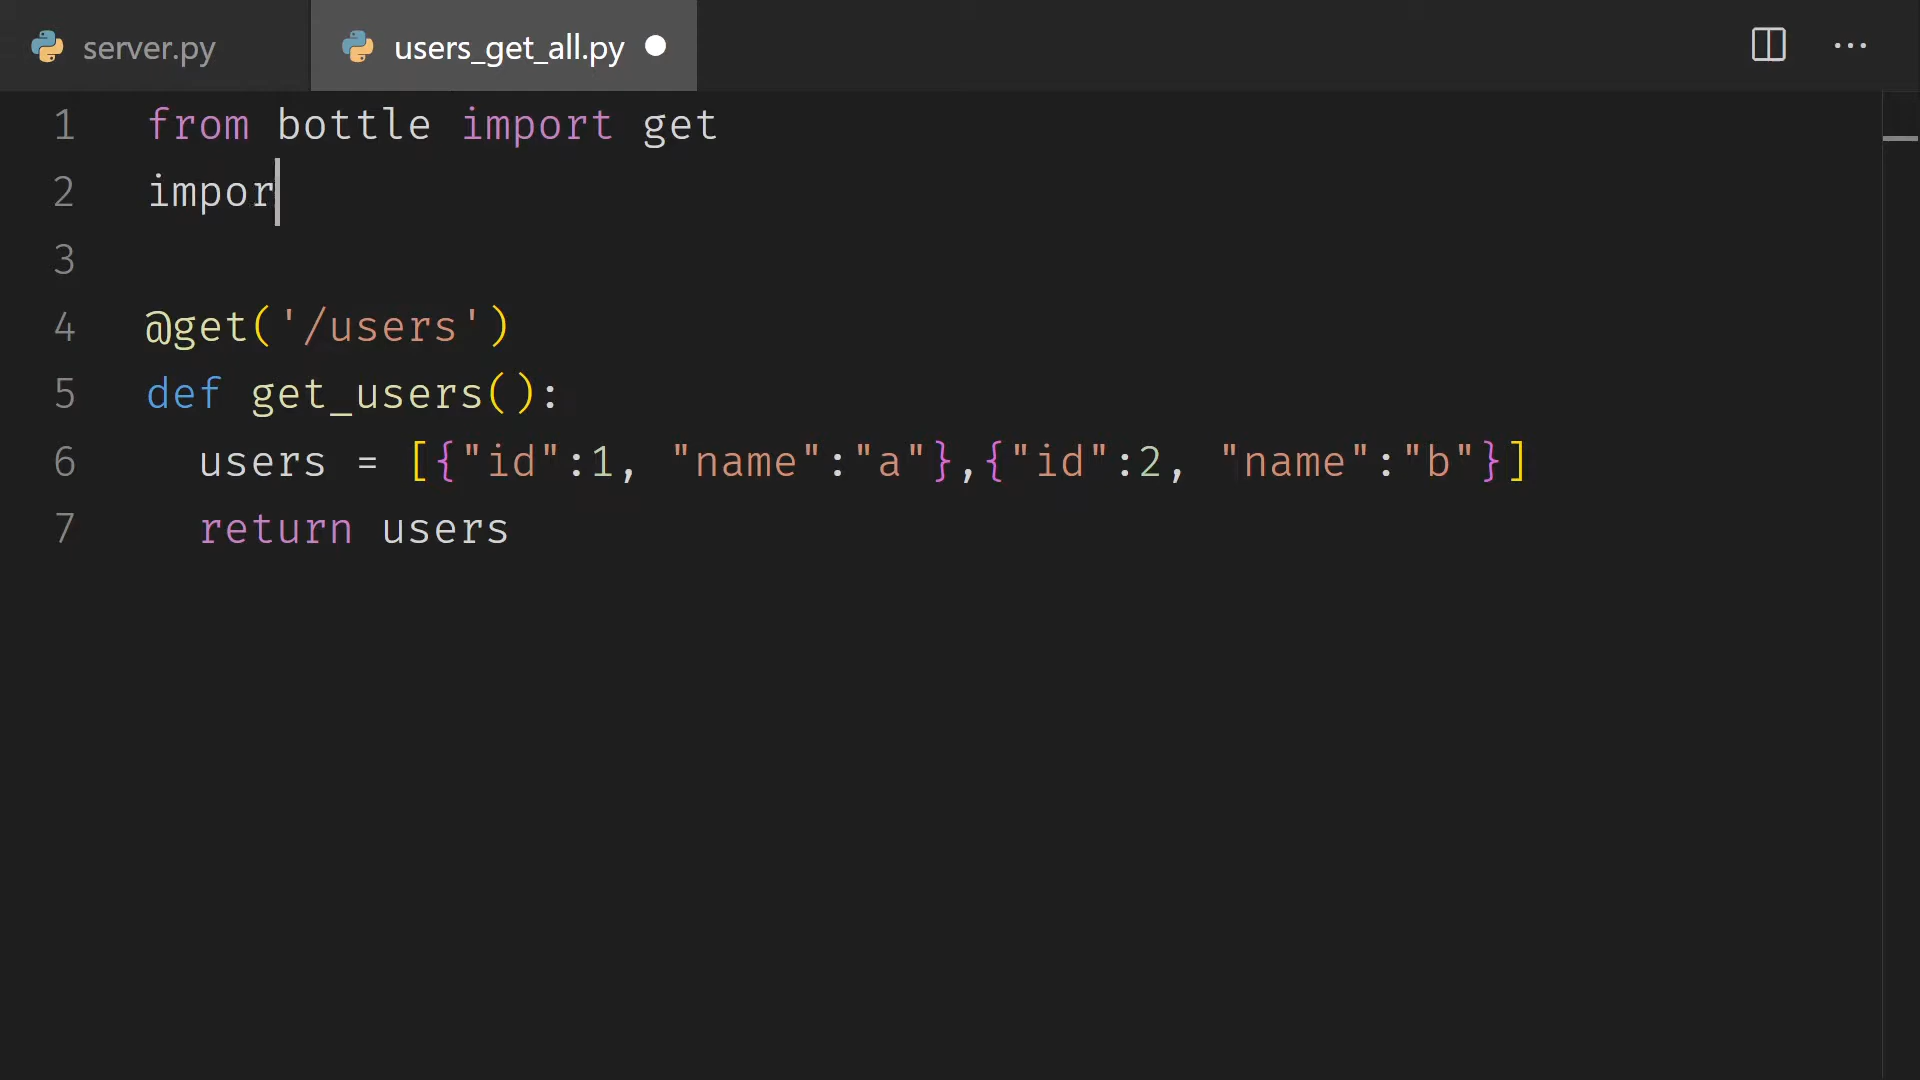 server.py users_get_all.py
1 from bottle import get
2 impor
3
4 @get('/users')
5 def get_users():
6   users = [{"id":1, "name":"a"},{"id":2, "name":"b"}]
7   return users